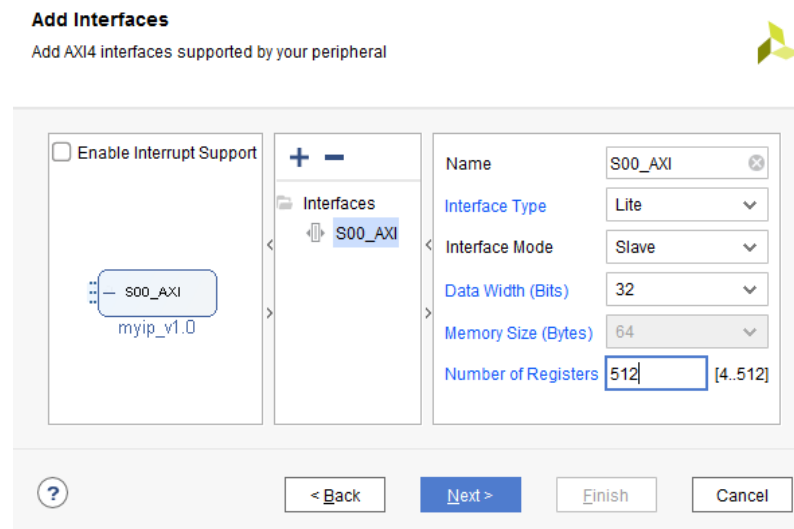 Add Interfaces
Add AXI4 interfaces supported by your peripheral
Enable Interrupt Support
S00_AXI
myip_v1.0
Interfaces
S00_AXI
Name S00_AXI
Interface Type Lite
Interface Mode Slave
Data Width (Bits) 32
Memory Size (Bytes) 64
Number of Registers 512 [4..512]
? < Back Next > Finish Cancel